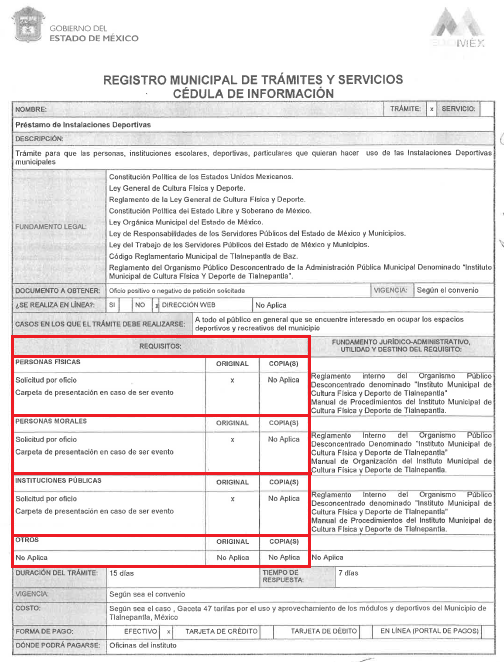 GOBIERNO DEL
ESTADO DE MÉXICO
EDOMÉX
REGISTRO MUNICIPAL DE TRÁMITES Y SERVICIOS
CÉDULA DE INFORMACIÓN
NOMBRE: TRÁMITE: x SERVICIO:
Préstamo de Instalaciones Deportivas
DESCRIPCIÓN:
Trámite para que las personas, instituciones escolares, deportivas, particulares que quieran hacer uso de las Instalaciones Deportivas
municipales
FUNDAMENTO LEGAL:
Constitución Política de los Estados Unidos Mexicanos.
Ley General de Cultura Física y Deporte.
Reglamento de la Ley General de Cultura Física y Deporte.
Constitución Política del Estado Libre y Soberano de México.
Ley Orgánica Municipal del Estado de México.
Ley de Responsabilidades de los Servidores Públicos del Estado de México y Municipios.
Ley del Trabajo de los Servidores Públicos del Estado de México y Municipios.
Código Reglamentario Municipal de Tlalnepantla de Baz.
Reglamento del Organismo Público Desconcentrado de la Administración Pública Municipal Denominado "Instituto
Municipal de Cultura Física Y Deporte de Tlalnepantla"
DOCUMENTO A OBTENER: Oficio positivo o negativo de petición solicitada VIGENCIA: Según el convenio
¿SE REALIZA EN LÍNEA?: SI NO x DIRECCIÓN WEB No Aplica
CASOS EN LOS QUE EL TRÁMITE DEBE REALIZARSE: A todo el público en general que se encuentre interesado en ocupar los espacios
deportivos y recreativos del municipio
REQUISITOS: FUNDAMENTO JURÍDICO-ADMINISTRATIVO,
UTILIDAD Y DESTINO DEL REQUISITO:
PERSONAS FÍSICAS ORIGINAL COPIA(S)
Solicitud por oficio x No Aplica
Carpeta de presentación en caso de ser evento
Reglamento interno del Organismo Público
Desconcentrado denominado "Instituto Municipal de
Cultura Física y Deporte de Tlalnepantla"
Manual de Procedimientos del Instituto Municipal de
Cultura Física y Deporte de Tlalnepantla.
PERSONAS MORALES ORIGINAL COPIA(S)
Solicitud por oficio x No Aplica
Carpeta de presentación en caso de ser evento
Reglamento Interno del Organismo Público
Desconcentrado Denominado "Instituto Municipal de
Cultura Física y Deporte de Tlalnepantla"
Manual de Organización del Instituto Municipal de
Cultura Física y Deporte de Tlalnepantla.
INSTITUCIONES PÚBLICAS ORIGINAL COPIA(S)
Solicitud por oficio x No Aplica
Carpeta de presentación en caso de ser evento
Reglamento Interno del Organismo Público
Desconcentrado denominado "Instituto Municipal de
Cultura Física y Deporte de Tlalnepantla"
Manual de Procedimientos del Instituto Municipal de
Cultura Física y Deporte de Tlalnepantla.
OTROS ORIGINAL COPIA(S)
No Aplica No Aplica No Aplica No Aplica
DURACIÓN DEL TRÁMITE: 15 días TIEMPO DE
RESPUESTA: 7 días
VIGENCIA: Según sea el convenio
COSTO: Según sea el caso , Gaceta 47 tarifas por el uso y aprovechamiento de los módulos y deportivos del Municipio de
Tlalnepantla, México
FORMA DE PAGO: EFECTIVO x TARJETA DE CRÉDITO TARJETA DE DÉBITO EN LÍNEA (PORTAL DE PAGOS)
DÓNDE PODRÁ PAGARSE: Oficinas del instituto